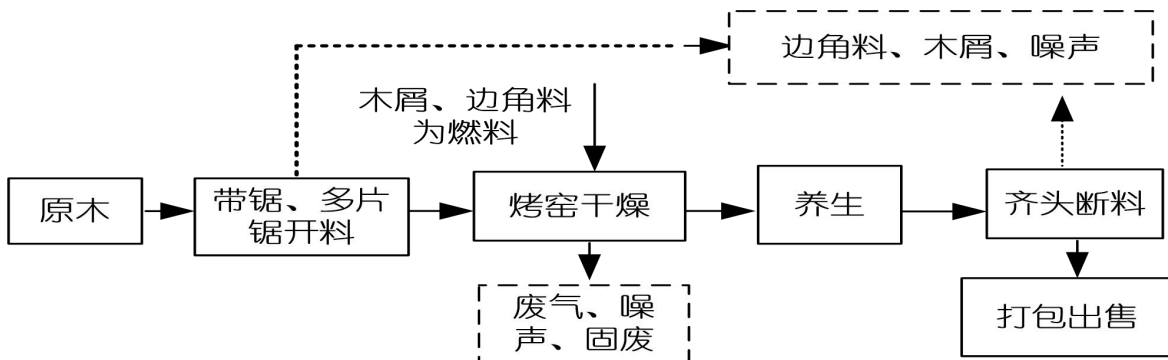 边角料、木屑、噪声
木屑、边角料
为燃料
原木
带锯、多片
锯开料
烤窑干燥
养生
齐头断料
废气、噪
声、固废
打包出售